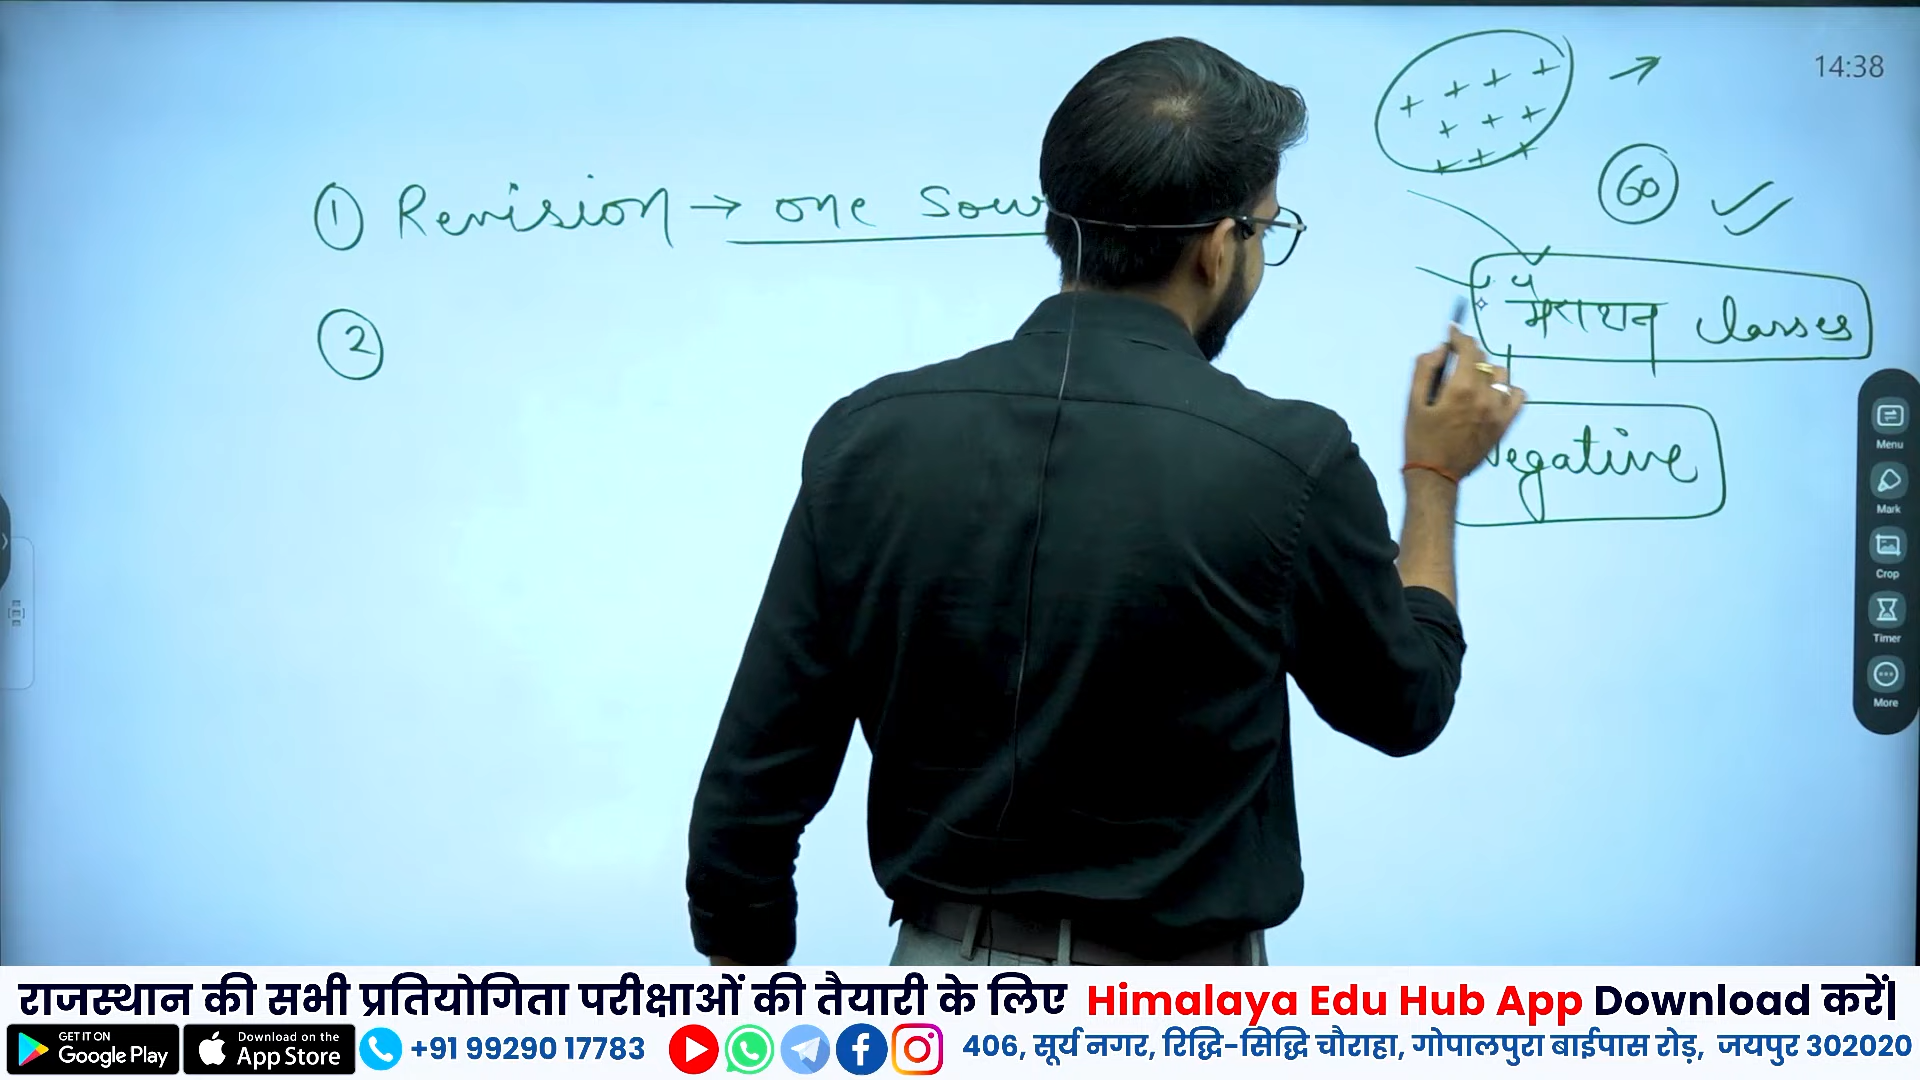 14:38
+ + + +
+ + +
+ + +
60
① Revision → one Sour
मैराथन classes
②
Negative
Menu
Mark
Crop
Timer
More
राजस्थान की सभी प्रतियोगिता परीक्षाओं की तैयारी के लिए Himalaya Edu Hub App Download करें|
GET IT ON Google Play Download on the App Store +91 99290 17783 406, सूर्य नगर, रिद्धि-सिद्धि चौराहा, गोपालपुरा बाईपास रोड़, जयपुर 302020